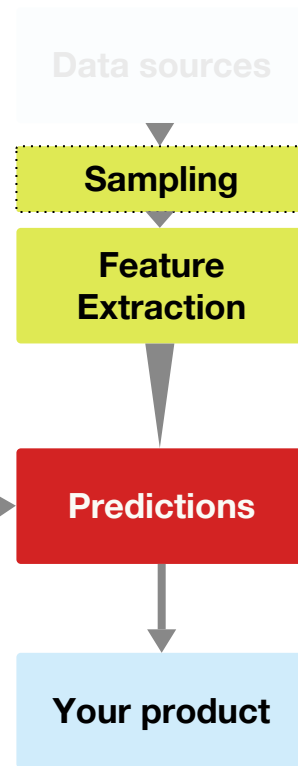 Data sources
Sampling
Feature
Extraction
Predictions
Your product